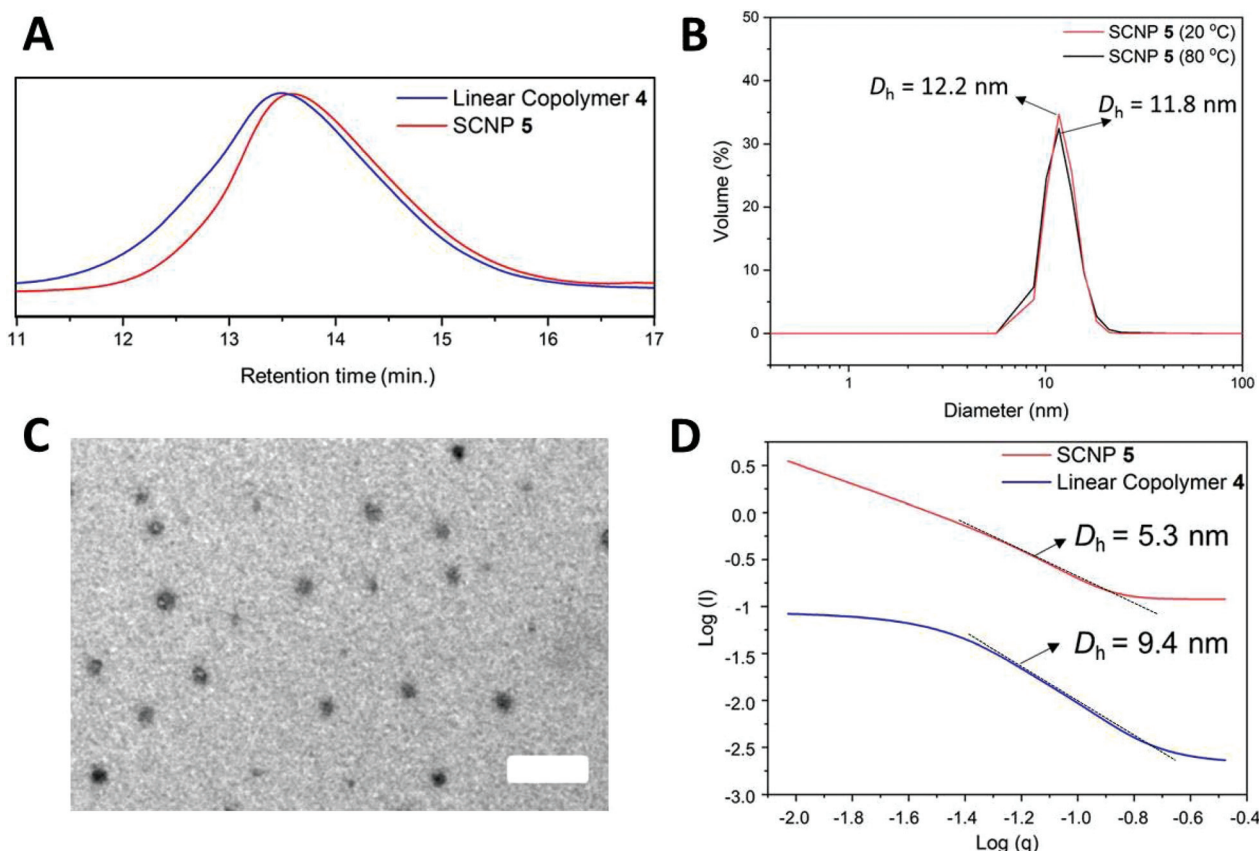 A
Linear Copolymer 4
SCNP 5
11 12 13 14 15 16 17
Retention time (min.)
B
SCNP 5 (20 °C)
SCNP 5 (80 °C)
Dh = 12.2 nm
Dh = 11.8 nm
50
40
30
20
10
0
Volume (%)
1 10 100
Diameter (nm)
C
D
SCNP 5
Linear Copolymer 4
Dh = 5.3 nm
Dh = 9.4 nm
0.5
0.0
-0.5
-1
-1.5
-2.0
-2.5
-3.0
Log (I)
-2.0 -1.8 -1.6 -1.4 -1.2 -1.0 -0.8 -0.6 -0.4
Log (q)